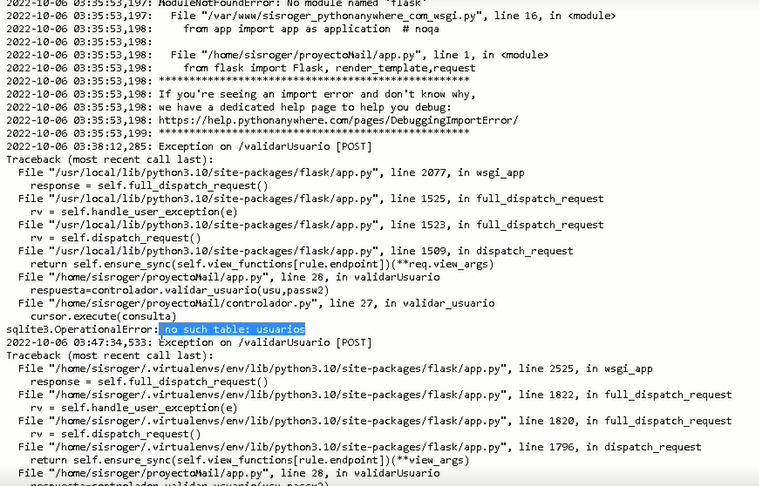 2022-10-06 03:35:53,197: ModuleNotFoundError: No module named 'flask'
2022-10-06 03:35:53,197:   File "/var/www/sisroger_pythonanywhere_com_wsgi.py", line 16, in <module>
2022-10-06 03:35:53,198:     from app import app as application  # noqa
2022-10-06 03:35:53,198:
2022-10-06 03:35:53,198:   File "/home/sisroger/proyectoMail/app.py", line 1, in <module>
2022-10-06 03:35:53,198:     from flask import Flask, render_template,request
2022-10-06 03:35:53,198: ***************************************************
2022-10-06 03:35:53,198: If you're seeing an import error and don't know why,
2022-10-06 03:35:53,198: we have a dedicated help page to help you debug:
2022-10-06 03:35:53,198: https://help.pythonanywhere.com/pages/DebuggingImportError/
2022-10-06 03:35:53,199: ***************************************************
2022-10-06 03:38:12,285: Exception on /validarUsuario [POST]
Traceback (most recent call last):
  File "/usr/local/lib/python3.10/site-packages/flask/app.py", line 2077, in wsgi_app
    response = self.full_dispatch_request()
  File "/usr/local/lib/python3.10/site-packages/flask/app.py", line 1525, in full_dispatch_request
    rv = self.handle_user_exception(e)
  File "/usr/local/lib/python3.10/site-packages/flask/app.py", line 1523, in full_dispatch_request
    rv = self.dispatch_request()
  File "/usr/local/lib/python3.10/site-packages/flask/app.py", line 1509, in dispatch_request
    return self.ensure_sync(self.view_functions[rule.endpoint])(**req.view_args)
  File "/home/sisroger/proyectoMail/app.py", line 28, in validarUsuario
    respuesta=controlador.validar_usuario(usu,passw2)
  File "/home/sisroger/proyectoMail/controlador.py", line 27, in validar_usuario
    cursor.execute(consulta)
sqlite3.OperationalError: no such table: usuarios
2022-10-06 03:47:34,533: Exception on /validarUsuario [POST]
Traceback (most recent call last):
  File "/home/sisroger/.virtualenvs/env/lib/python3.10/site-packages/flask/app.py", line 2525, in wsgi_app
    response = self.full_dispatch_request()
  File "/home/sisroger/.virtualenvs/env/lib/python3.10/site-packages/flask/app.py", line 1822, in full_dispatch_request
    rv = self.handle_user_exception(e)
  File "/home/sisroger/.virtualenvs/env/lib/python3.10/site-packages/flask/app.py", line 1820, in full_dispatch_request
    rv = self.dispatch_request()
  File "/home/sisroger/.virtualenvs/env/lib/python3.10/site-packages/flask/app.py", line 1796, in dispatch_request
    return self.ensure_sync(self.view_functions[rule.endpoint])(**view_args)
  File "/home/sisroger/proyectoMail/app.py", line 28, in validarUsuario
    respuesta=controlador.validar_usuario(usu,passw2)